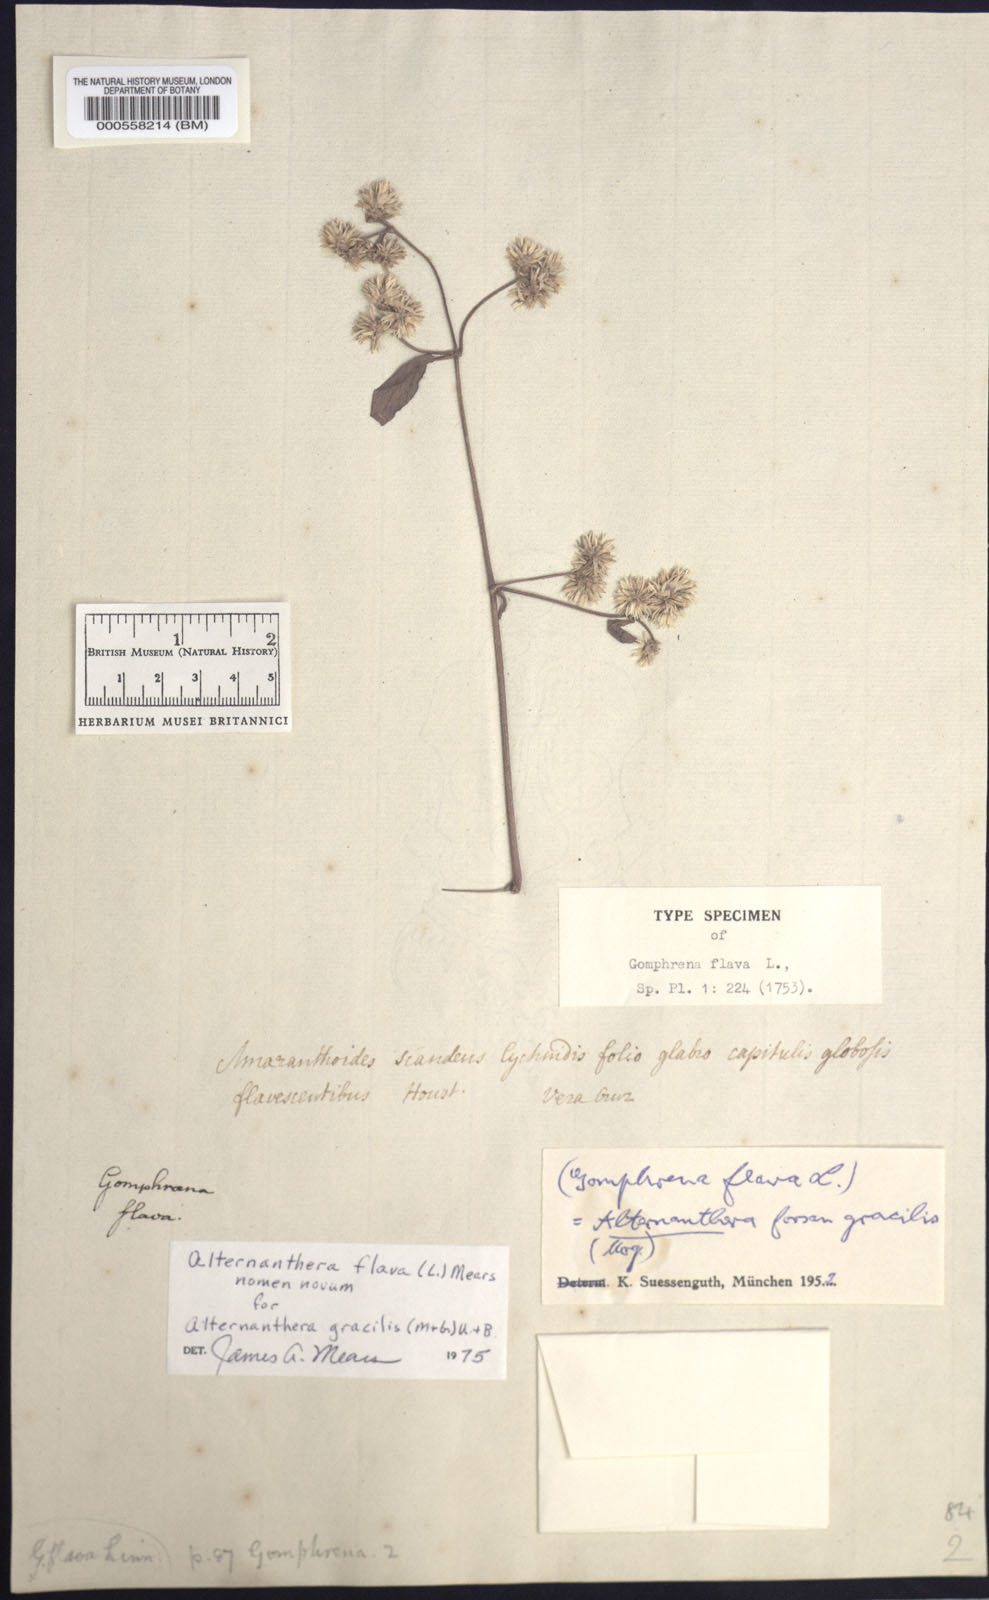 THE NATURAL HISTORY MUSEUM, LONDON
DEPARTMENT OF BOTANY
000558214 (BM)
1 2
BRITISH MUSEUM (NATURAL HISTORY)
1 2 3 4 5
HERBARIUM MUSEI BRITANNICI
TYPE SPECIMEN
of
Gomphrena flava L.,
Sp. Pl. 1: 224 (1753).
Amaranthoides scandens Lychnidis folio glabro capitulis globosis
flavescentibus Houst. Vera Cruz
Gomphræna
flava.
(Gomphrena flava L.)
= Alternanthera forsan gracilis
(Moq.)
Determ. K. Suessenguth, München 1952.
Alternanthera flava (L.) Mears
nomen novum
for
Alternanthera gracilis (M+G) U.+B.
DET. James A. Mears 1975
84
2
G. flava Linn. p. 87 Gomphrena. 2